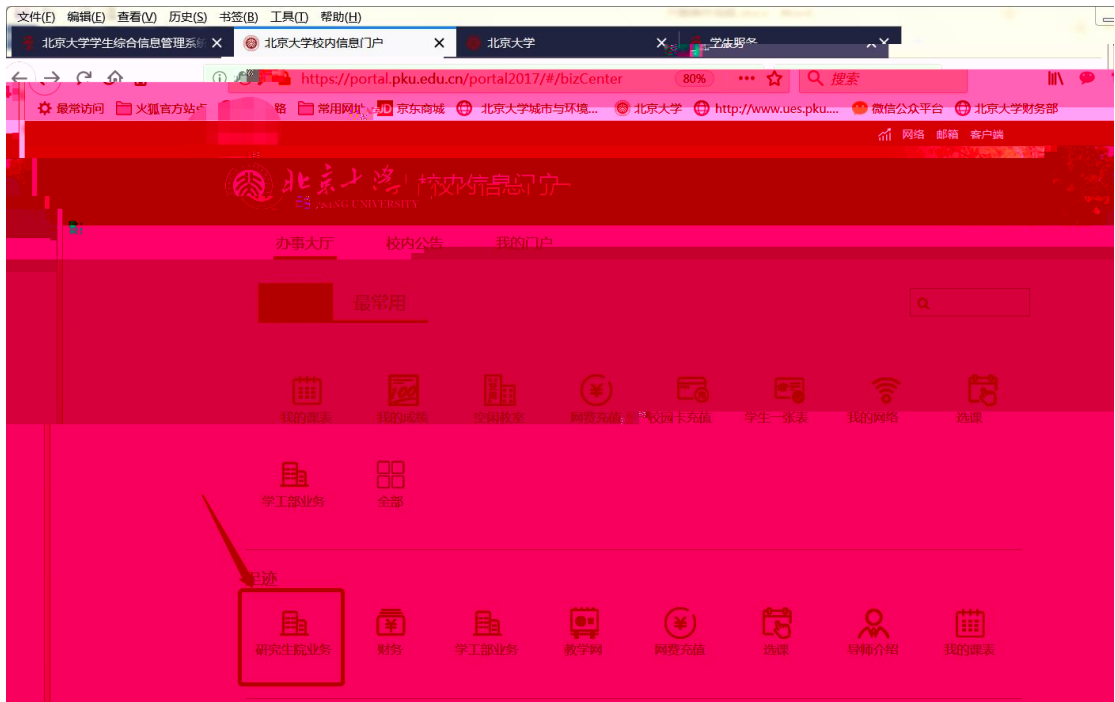 文件(F) 编辑(E) 查看(V) 历史(S) 书签(B) 工具(T) 帮助(H)
北京大学学生综合信息管理系统 北京大学校内信息门户 北京大学
https://portal.pku.edu.cn/portal2017/#/bizCenter 80% 搜索
最常访问 火狐官方站点 常用网址 JD 京东商城 北京大学城市与环境... 北京大学 http://www.ues.pku.... 微信公众平台 北京大学财务部
网络 邮箱 客户端
北京大学 校内信息门户
办事大厅 校内公告 我的门户
最常用
我的课表 我的成绩 空闲教室 网费充值 校园卡充值 学生一张表 我的网络 选课
学工部业务 全部
足迹
研究生院业务 财务 学工部业务 教学网 网费充值 选课 导师介绍 我的课表